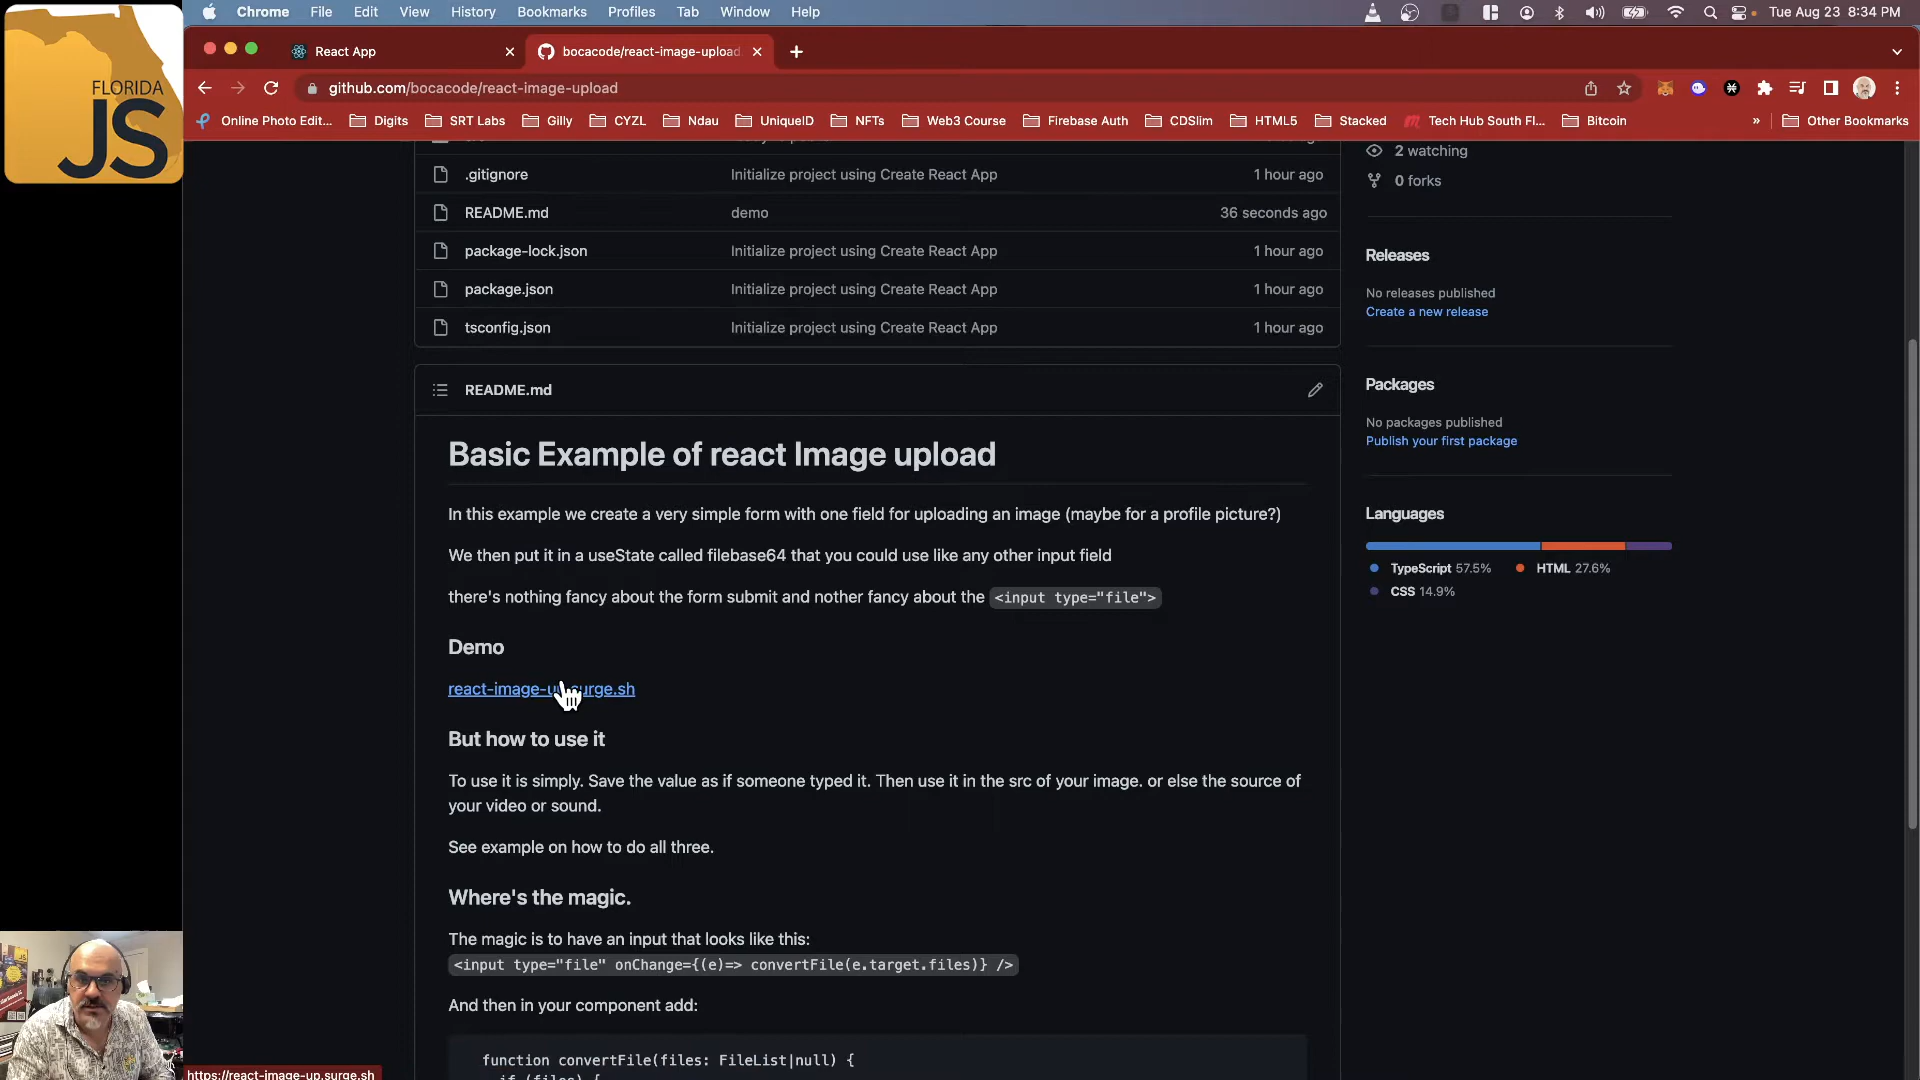 Chrome File Edit View History Bookmarks Profiles Tab Window Help Tue Aug 23 8:34 PM
FLORIDA
JS
React App
bocacode/react-image-upload
github.com/bocacode/react-image-upload
Online Photo Edit... Digits SRT Labs Gilly CYZL Ndau UniqueID NFTs Web3 Course Firebase Auth CDSlim HTML5 Stacked Tech Hub South Fl... Bitcoin » Other Bookmarks
.gitignore Initialize project using Create React App 1 hour ago
README.md demo 36 seconds ago
package-lock.json Initialize project using Create React App 1 hour ago
package.json Initialize project using Create React App 1 hour ago
tsconfig.json Initialize project using Create React App 1 hour ago
README.md
Basic Example of react Image upload
In this example we create a very simple form with one field for uploading an image (maybe for a profile picture?)
We then put it in a useState called filebase64 that you could use like any other input field
there's nothing fancy about the form submit and nother fancy about the <input type="file">
Demo
react-image-up.surge.sh
But how to use it
To use it is simply. Save the value as if someone typed it. Then use it in the src of your image. or else the source of
your video or sound.
See example on how to do all three.
Where's the magic.
The magic is to have an input that looks like this:
<input type="file" onChange={(e)=> convertFile(e.target.files)} />
And then in your component add:
function convertFile(files: FileList|null) {
if (files) {
2 watching
0 forks
Releases
No releases published
Create a new release
Packages
No packages published
Publish your first package
Languages
TypeScript 57.5% HTML 27.6%
CSS 14.9%
https://react-image-up.surge.sh